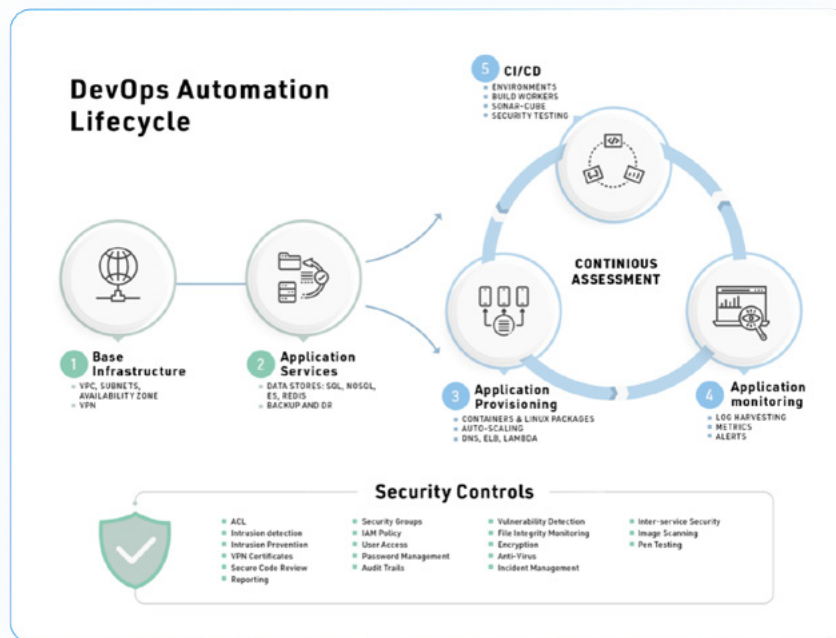 DevOps Automation
Lifecycle
5
CI/CD
ENVIRONMENTS
BUILD WORKERS
SONAR-CUBE
SECURITY TESTING
CONTINIOUS
ASSESSMENT
1
Base
Infrastructure
VPC, SUBNETS,
AVAILABILITY ZONE
VPN
2
Application
Services
DATA STORES: SQL, NOSQL,
ES, REDIS
BACKUP AND DR
3
Application
Provisioning
CONTAINERS & LINUX PACKAGES
AUTO-SCALING
DNS, ELB, LAMBDA
4
Application
monitoring
LOG HARVESTING
METRICS
ALERTS
Security Controls
ACL
Intrusion detection
Intrusion Prevention
VPN Certificates
Secure Code Review
Reporting
Security Groups
IAM Policy
User Access
Password Management
Audit Trails
Vulnerability Detection
File Integrity Monitoring
Encryption
Anti-Virus
Incident Management
Inter-service Security
Image Scanning
Pen Testing